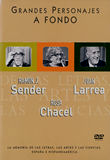 GRANDES PERSONAJES
A FONDO
RAMÓN J.
Sender
JUAN
Larrea
ROSA
Chacel
LA MEMORIA DE LAS LETRAS, LAS ARTES Y LAS CIENCIAS
ESPAÑA E HISPANOAMÉRICA